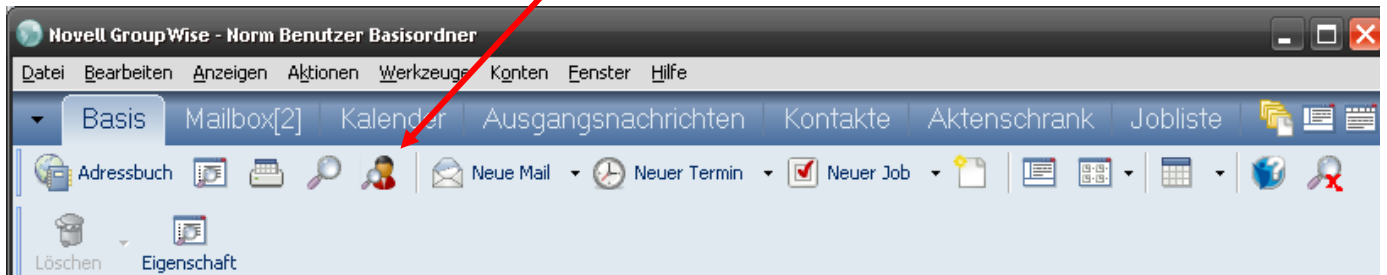 Novell GroupWise - Norm Benutzer Basisordner
Datei Bearbeiten Anzeigen Aktionen Werkzeuge Konten Fenster Hilfe
Basis Mailbox[2] Kalender Ausgangsnachrichten Kontakte Aktenschrank Jobliste
Adressbuch Neue Mail Neuer Termin Neuer Job
Löschen Eigenschaft